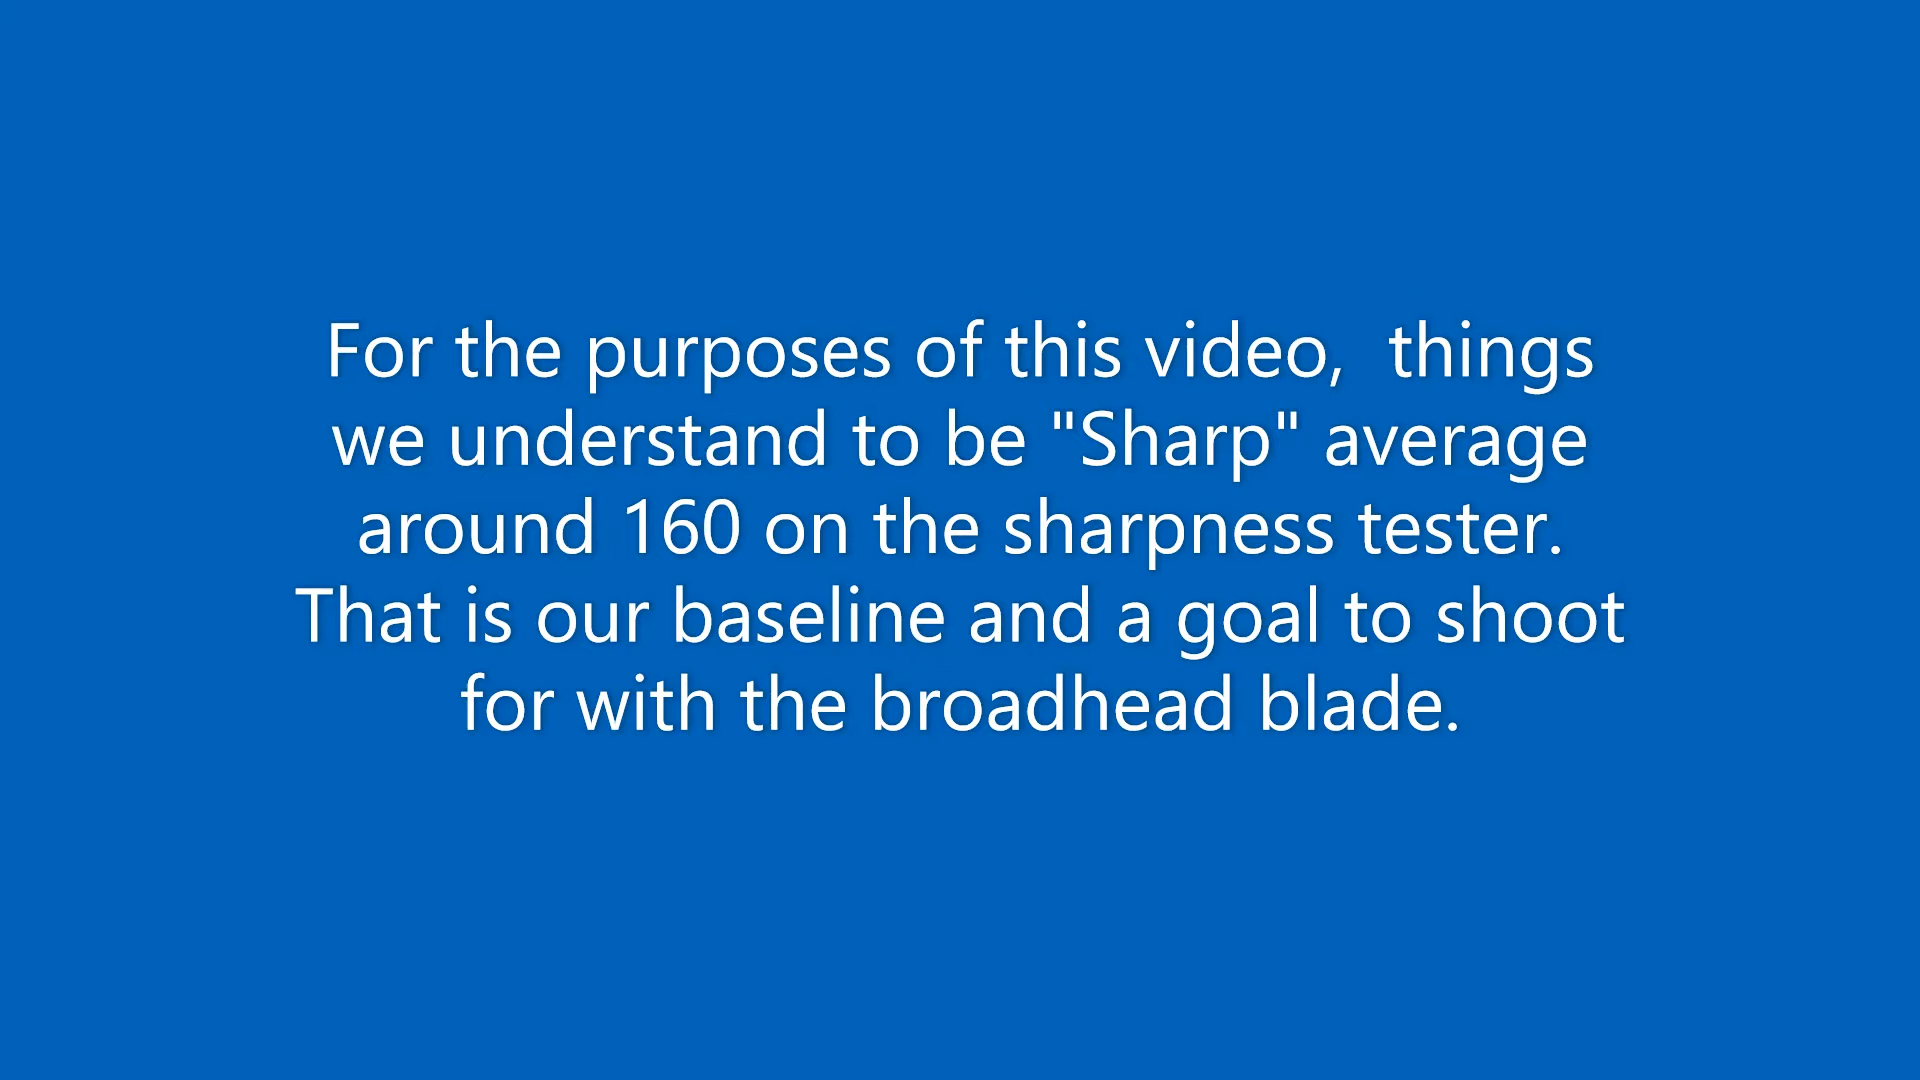 For the purposes of this video,  things
we understand to be "Sharp" average
around 160 on the sharpness tester.
That is our baseline and a goal to shoot
for with the broadhead blade.